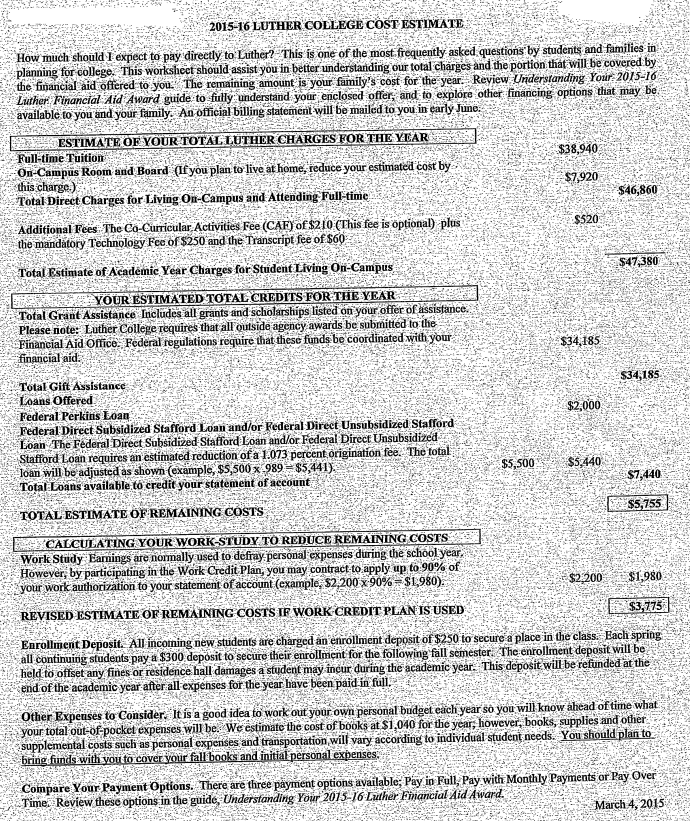 2015-16 LUTHER COLLEGE COST ESTIMATE
How much should I expect to pay directly to Luther? This is one of the most frequently asked questions by students and families in
planning for college. This worksheet should assist you in better understanding our total charges and the portion that will be covered by
the financial aid offered to you. The remaining amount is your family's cost for the year. Review Understanding Your 2015-16
Luther Financial Aid Award guide to fully understand your enclosed offer, and to explore other financing options that may be
available to you and your family. An official billing statement will be mailed to you in early June.
ESTIMATE OF YOUR TOTAL LUTHER CHARGES FOR THE YEAR
Full-time Tuition $38,940
On-Campus Room and Board (If you plan to live at home, reduce your estimated cost by
this charge.) $7,920
Total Direct Charges for Living On-Campus and Attending Full-time $46,860
Additional Fees The Co-Curricular Activities Fee (CAF) of $210 (This fee is optional) plus $520
the mandatory Technology Fee of $250 and the Transcript fee of $60
Total Estimate of Academic Year Charges for Student Living On-Campus $47,380
YOUR ESTIMATED TOTAL CREDITS FOR THE YEAR
Total Grant Assistance Includes all grants and scholarships listed on your offer of assistance.
Please note: Luther College requires that all outside agency awards be submitted to the
Financial Aid Office. Federal regulations require that these funds be coordinated with your $34,185
financial aid.
Total Gift Assistance $34,185
Loans Offered
Federal Perkins Loan $2,000
Federal Direct Subsidized Stafford Loan and/or Federal Direct Unsubsidized Stafford
Loan The Federal Direct Subsidized Stafford Loan and/or Federal Direct Unsubsidized
Stafford Loan requires an estimated reduction of a 1.073 percent origination fee. The total
loan will be adjusted as shown (example, $5,500 x .989 = $5,441). $5,500 $5,440
Total Loans available to credit your statement of account $7,440
TOTAL ESTIMATE OF REMAINING COSTS $5,755
CALCULATING YOUR WORK-STUDY TO REDUCE REMAINING COSTS
Work Study Earnings are normally used to defray personal expenses during the school year.
However, by participating in the Work Credit Plan, you may contract to apply up to 90% of
your work authorization to your statement of account (example, $2,200 x 90% = $1,980). $2,200 $1,980
REVISED ESTIMATE OF REMAINING COSTS IF WORK CREDIT PLAN IS USED $3,775
Enrollment Deposit. All incoming new students are charged an enrollment deposit of $250 to secure a place in the class. Each spring
all continuing students pay a $300 deposit to secure their enrollment for the following fall semester. The enrollment deposit will be
held to offset any fines or residence hall damages a student may incur during the academic year. This deposit will be refunded at the
end of the academic year after all expenses for the year have been paid in full.
Other Expenses to Consider. It is a good idea to work out your own personal budget each year so you will know ahead of time what
your total out-of-pocket expenses will be. We estimate the cost of books at $1,040 for the year; however, books, supplies and other
supplemental costs such as personal expenses and transportation will vary according to individual student needs. You should plan to
bring funds with you to cover your fall books and initial personal expenses.
Compare Your Payment Options. There are three payment options available; Pay in Full, Pay with Monthly Payments or Pay Over
Time. Review these options in the guide, Understanding Your 2015-16 Luther Financial Aid Award.
March 4, 2015